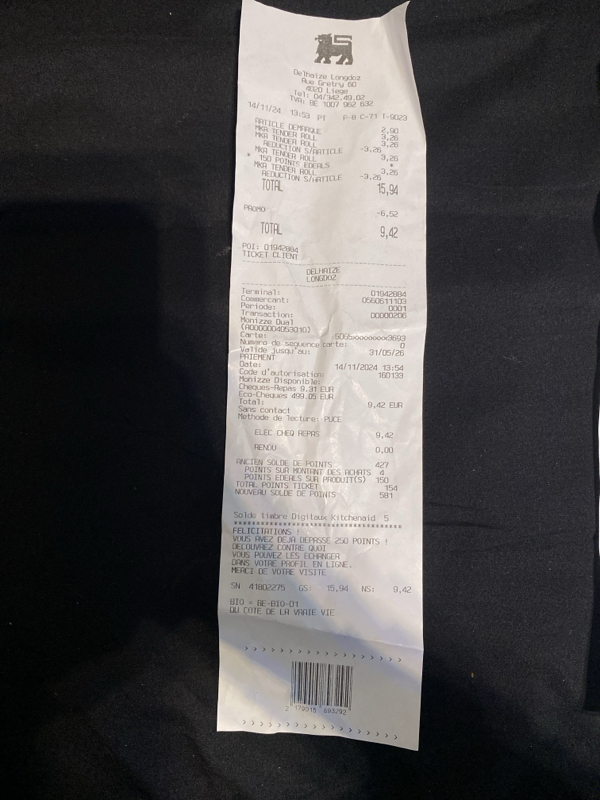 Delhaize Longdoz
Rue Gretry 60
4020 Liege
Tel: 04/342.49.02
TVA: BE 1007 962 632
14/11/24 13:53 PT P-8 C-71 T-9023
ARTICLE DEMARQUE 2,90
MKA TENDER ROLL 3,26
MKA TENDER ROLL 3,26
REDUCTION S/ARTICLE -3,26
MKA TENDER ROLL 3,26
* 150 POINTS EDEALS *
MKA TENDER ROLL
REDUCTION S/ARTICLE -3,26
TOTAL 15,94
PROMO -6,52
TOTAL 9,42
POI: 01942884
TICKET CLIENT
DELHAIZE
LONGDOZ
Terminal: 01942884
Commercant: 0560611103
Periode: 0001
Transaction: 00000206
Monizze Dual
(A0000004053010)
Carte: 6065xxxxxxxxx3693
Numero de sequence carte: 0
Valide jusqu'au: 31/05/26
PAIEMENT
Date: 14/11/2024 13:54
Code d'autorisation: 160133
Monizze Disponible:
Cheques-Repas 9.31 EUR
Eco-Cheques 499.05 EUR
Total: 9,42 EUR
Sans contact
Methode de lecture: PUCE
ELEC CHEQ REPAS 9,42
RENDU 0,00
ANCIEN SOLDE DE POINTS 427
POINTS SUR MONTANT DES ACHATS 4
POINTS EDEALS SUR PRODUIT(S) 150
TOTAL POINTS TICKET 154
NOUVEAU SOLDE DE POINTS 581
Solde timbre Digitaux Kitchenaid 5
FELICITATIONS !
VOUS AVEZ DEJA DEPASSE 250 POINTS !
DECOUVREZ CONTRE QUOI
VOUS POUVEZ LES ECHANGER
DANS VOTRE PROFIL EN LIGNE.
MERCI DE VOTRE VISITE
SN 41802275 GS: 15,94 NS: 9,42
BIO = BE-BIO-01
DU COTE DE LA VRAIE VIE
2 179015 693292